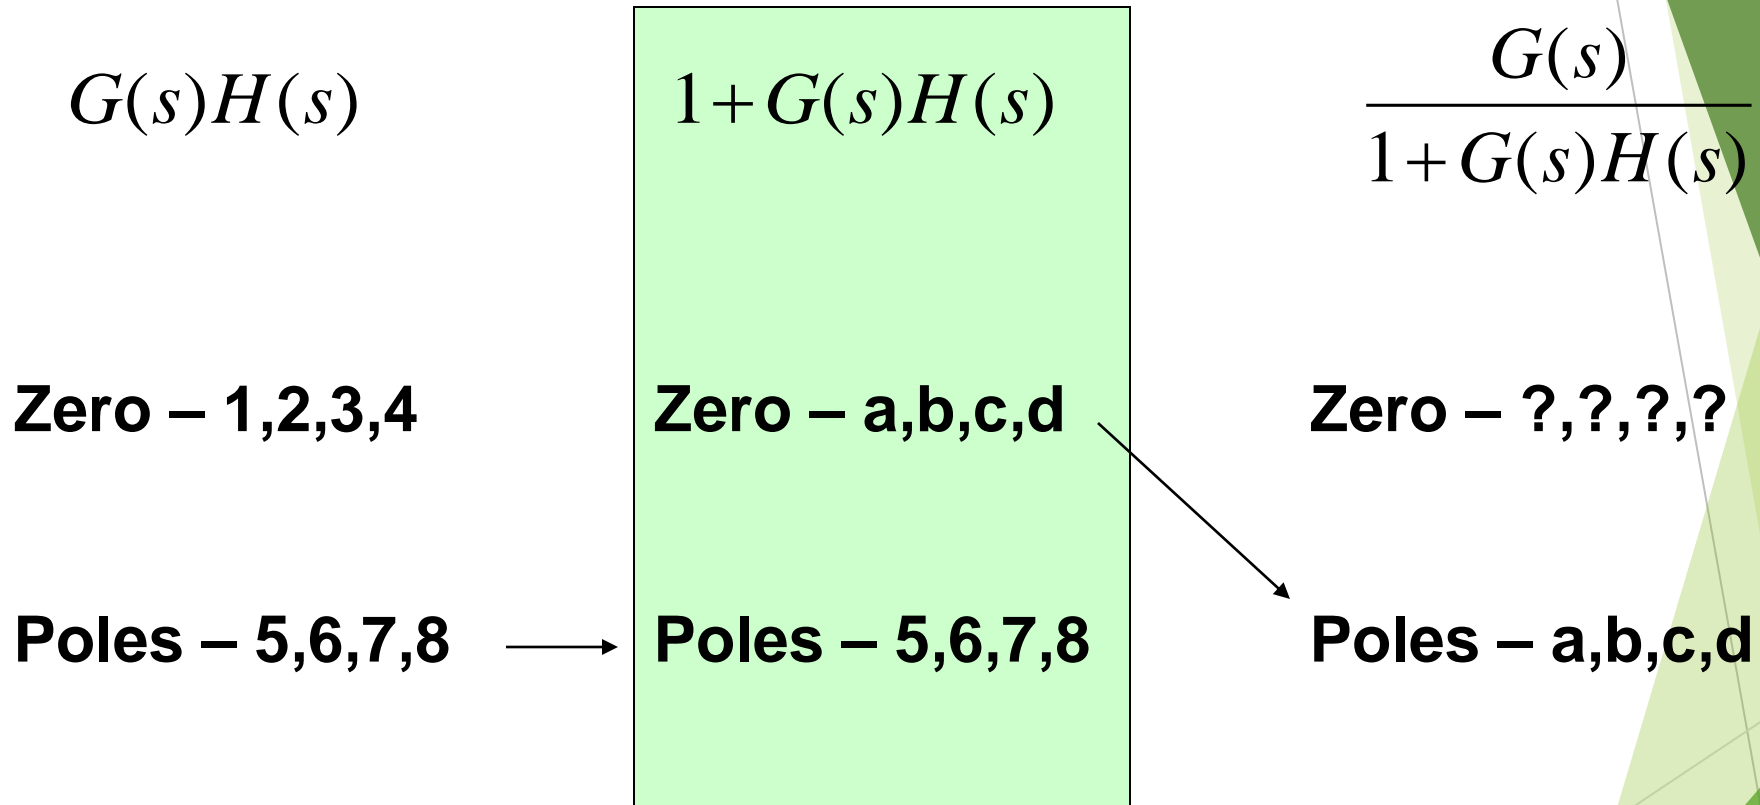 G(s)H(s)
Zero – 1,2,3,4
Poles – 5,6,7,8
1+G(s)H(s)
Zero – a,b,c,d
Poles – 5,6,7,8
G(s)
1+G(s)H(s)
Zero – ?,?,?,?
Poles – a,b,c,d